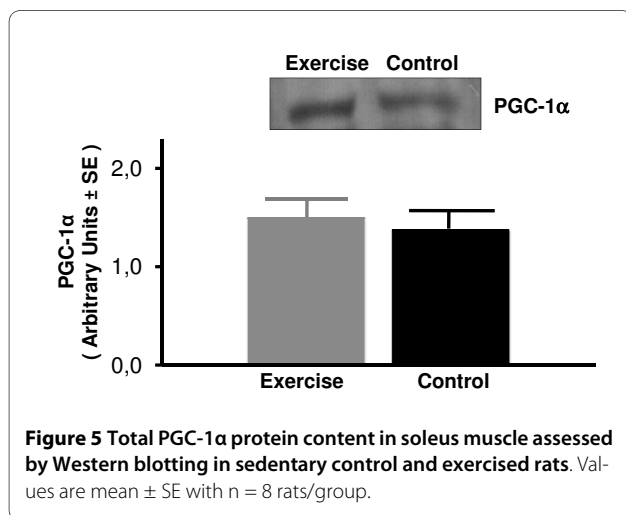 Exercise Control
PGC-1α
PGC-1α
( Arbitrary Units ± SE )
2,0
1,0
0,0
Exercise Control
Figure 5 Total PGC-1α protein content in soleus muscle assessed
by Western blotting in sedentary control and exercised rats. Val-
ues are mean ± SE with n = 8 rats/group.